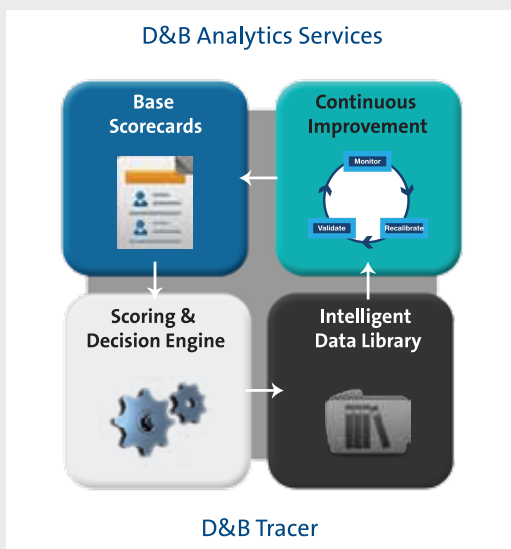 D&B Analytics Services
Base
Scorecards
Continuous
Improvement
Monitor
Validate
Recalibrate
Scoring &
Decision Engine
Intelligent
Data Library
D&B Tracer